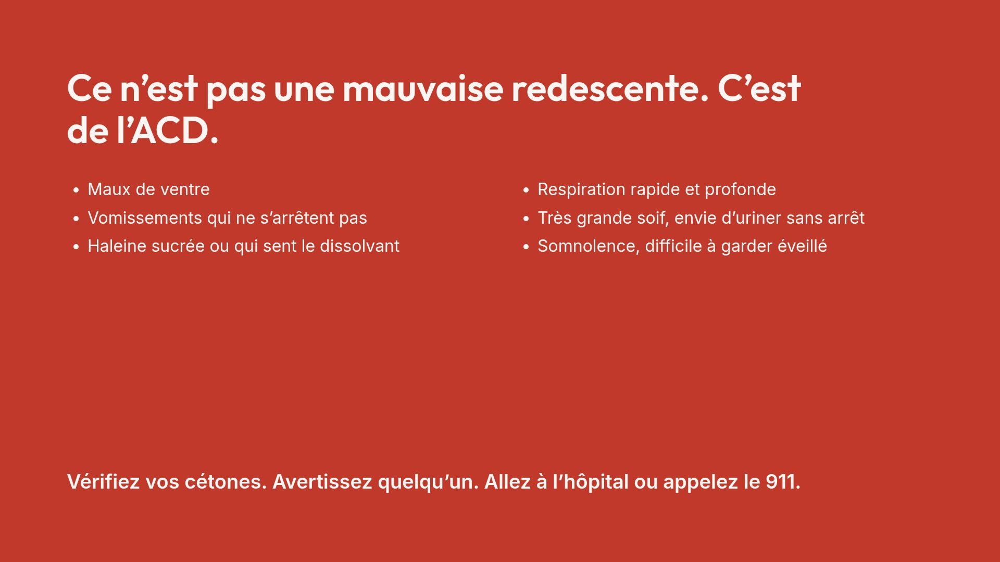 Ce n’est pas une mauvaise redescente. C’est
de l’ACD.
• Maux de ventre
• Vomissements qui ne s’arrêtent pas
• Haleine sucrée ou qui sent le dissolvant
• Respiration rapide et profonde
• Très grande soif, envie d’uriner sans arrêt
• Somnolence, difficile à garder éveillé
Vérifiez vos cétones. Avertissez quelqu’un. Allez à l’hôpital ou appelez le 911.